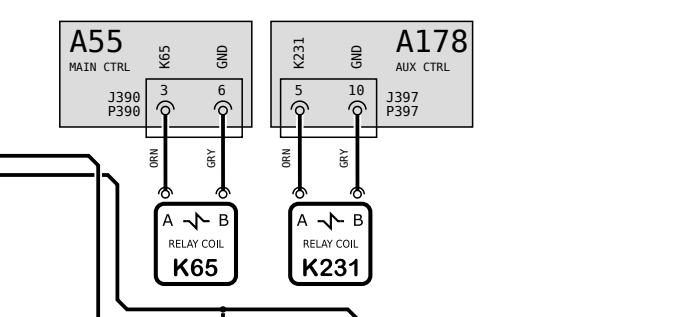 A55
MAIN CTRL
K65
GND
J390
P390
3
6
ORN
GRY
A B
RELAY COIL
K65
K231
GND
A178
AUX CTRL
5
10
J397
P397
ORN
GRY
A B
RELAY COIL
K231